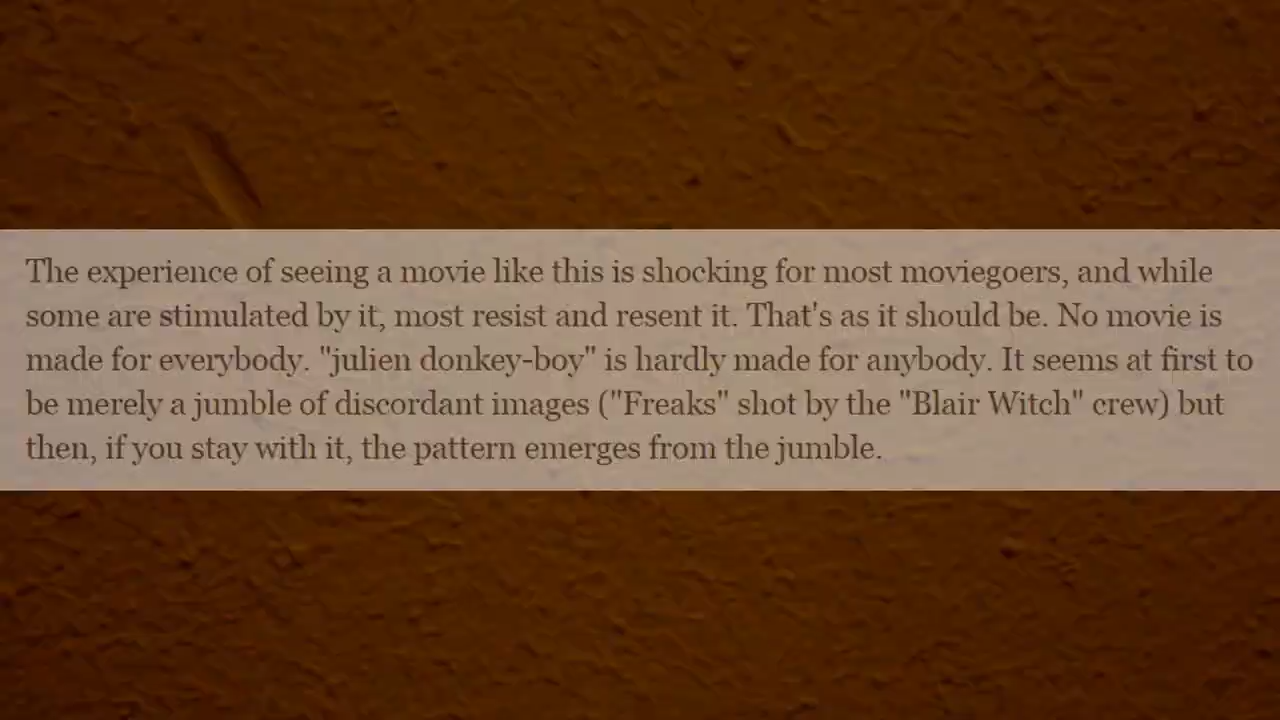 The experience of seeing a movie like this is shocking for most moviegoers, and while
some are stimulated by it, most resist and resent it. That's as it should be. No movie is
made for everybody. "julien donkey-boy" is hardly made for anybody. It seems at first to
be merely a jumble of discordant images ("Freaks" shot by the "Blair Witch" crew) but
then, if you stay with it, the pattern emerges from the jumble.